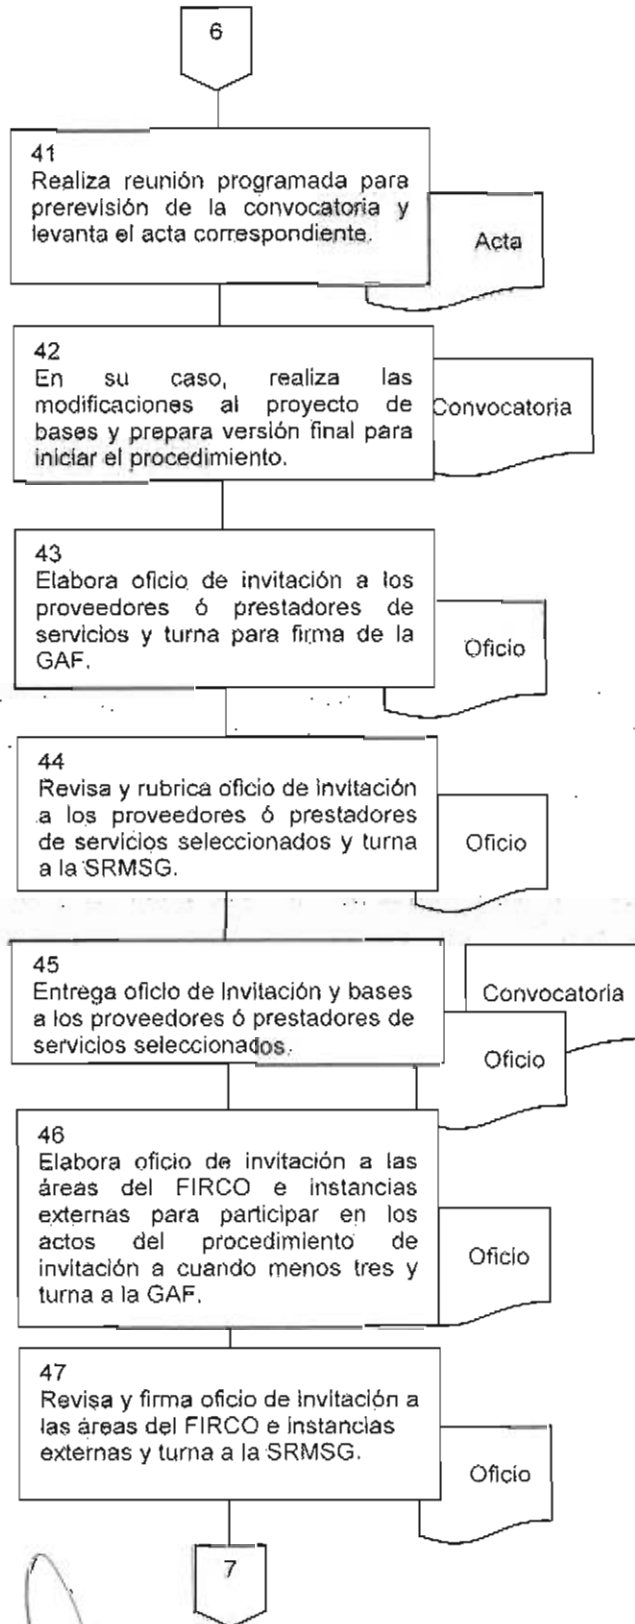 6
41
Realiza reunión programada para
prerevisión de la convocatoria y
levanta el acta correspondiente.
Acta
42
En su caso, realiza las
modificaciones al proyecto de
bases y prepara versión final para
iniciar el procedimiento.
Convocatoria
43
Elabora oficio de invitación a los
proveedores ó prestadores de
servicios y turna para firma de la
GAF.
Oficio
44
Revisa y rubrica oficio de invitación
a los proveedores ó prestadores
de servicios seleccionados y turna
a la SRMSG.
Oficio
45
Entrega oficio de Invitación y bases
a los proveedores ó prestadores de
servicios seleccionados.
Convocatoria
Oficio
46
Elabora oficio de invitación a las
áreas del FIRCO e instancias
externas para participar en los
actos del procedimiento de
invitación a cuando menos tres y
turna a la GAF.
Oficio
47
Revisa y firma oficio de invitación a
las áreas del FIRCO e instancias
externas y turna a la SRMSG.
Oficio
7